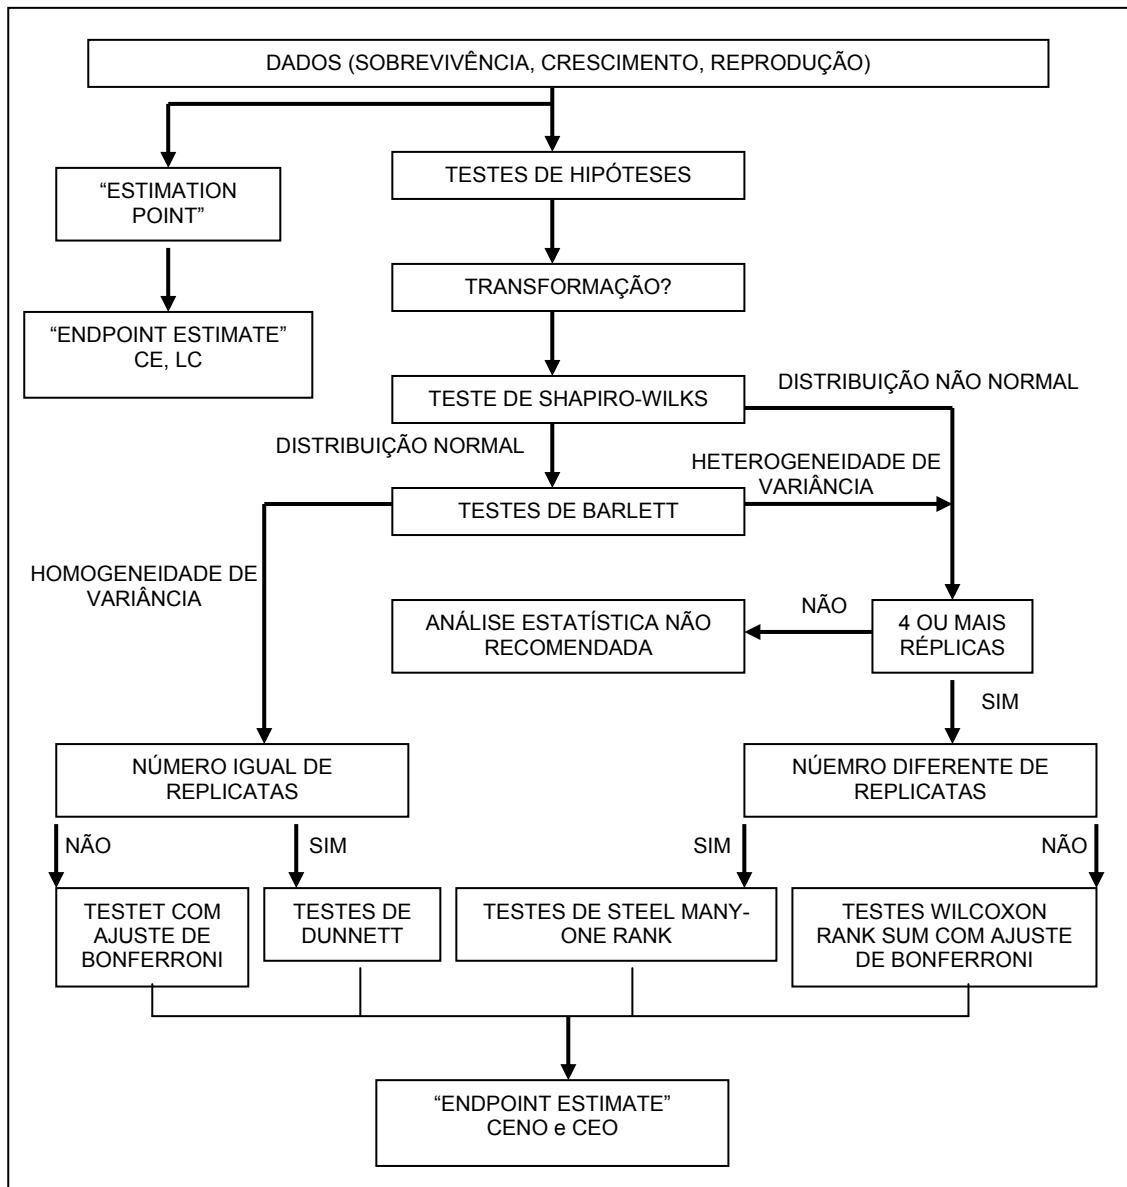 DADOS (SOBREVIVÊNCIA, CRESCIMENTO, REPRODUÇÃO)
“ESTIMATION
POINT”
TESTES DE HIPÓTESES
“ENDPOINT ESTIMATE”
CE, LC
TRANSFORMAÇÃO?
TESTE DE SHAPIRO-WILKS
DISTRIBUIÇÃO NÃO NORMAL
DISTRIBUIÇÃO NORMAL
HETEROGENEIDADE DE
VARIÂNCIA
TESTES DE BARLETT
HOMOGENEIDADE DE
VARIÂNCIA
ANÁLISE ESTATÍSTICA NÃO
RECOMENDADA
NÃO
4 OU MAIS
RÉPLICAS
SIM
NÚMERO IGUAL DE
REPLICATAS
NÚEMRO DIFERENTE DE
REPLICATAS
NÃO
SIM
SIM
NÃO
TESTET COM
AJUSTE DE
BONFERRONI
TESTES DE
DUNNETT
TESTES DE STEEL MANY-
ONE RANK
TESTES WILCOXON
RANK SUM COM AJUSTE
DE BONFERRONI
“ENDPOINT ESTIMATE”
CENO e CEO